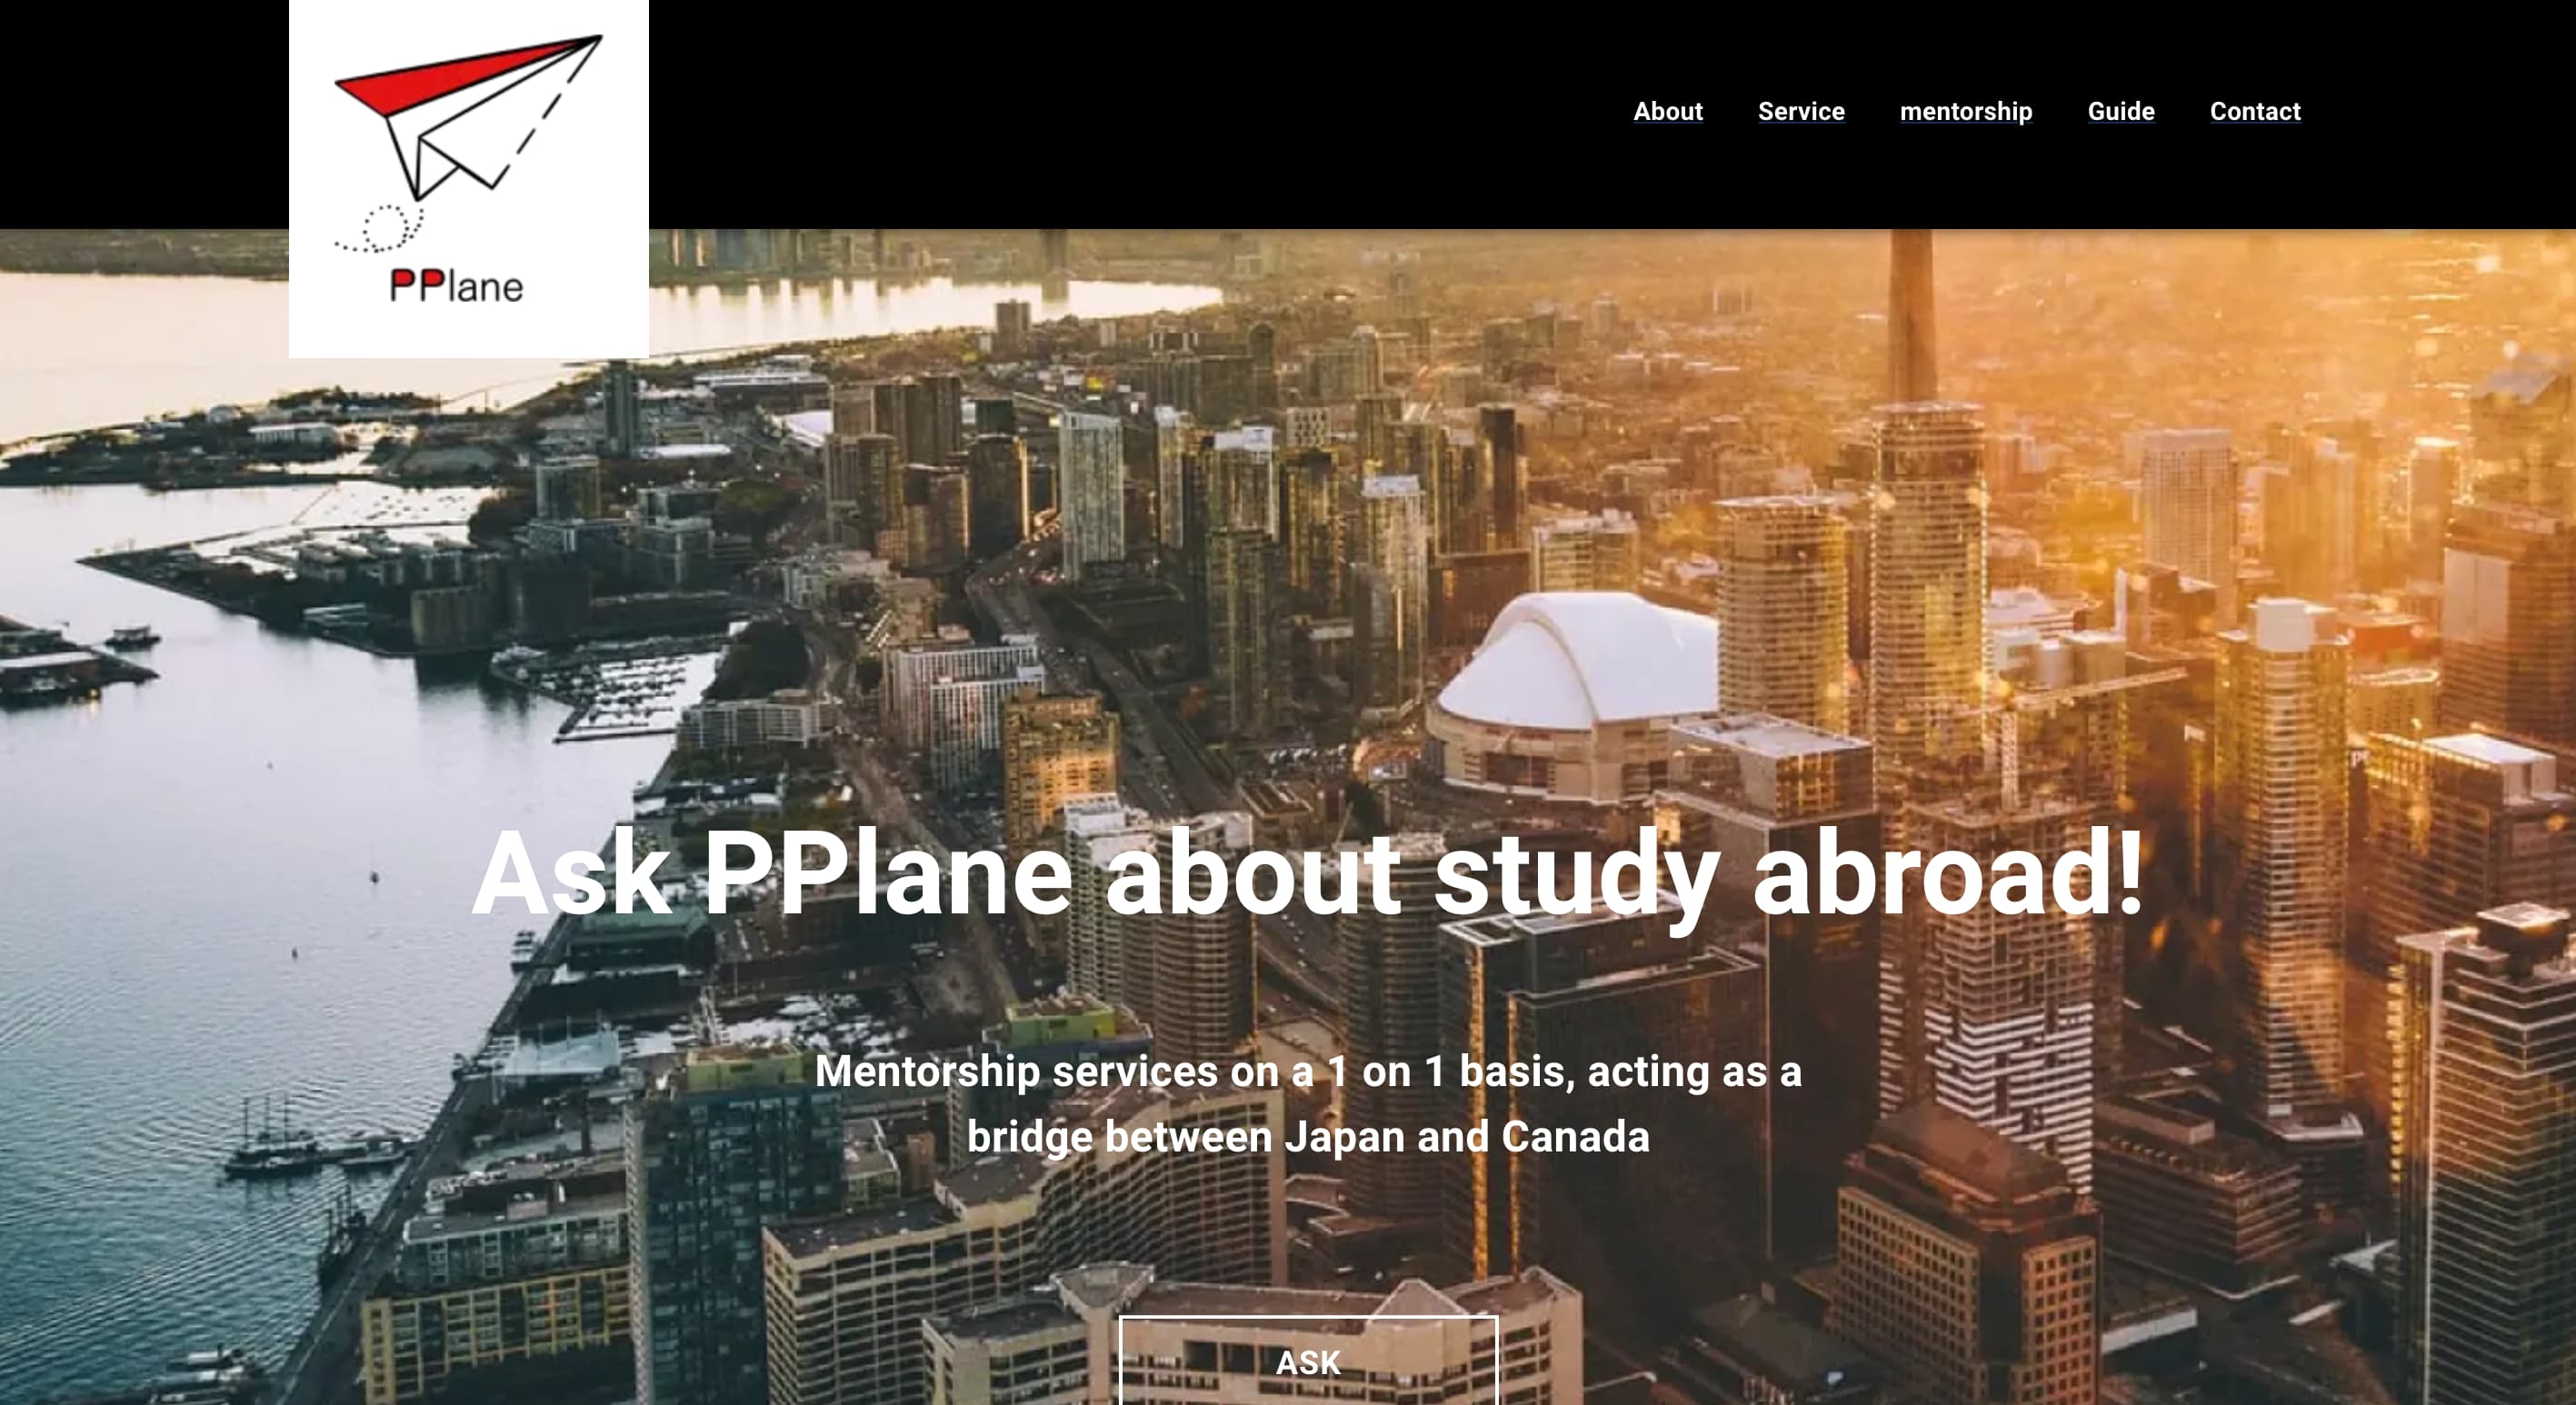 PPlane
About
Service
mentorship
Guide
Contact
Ask PPlane about study abroad!
Mentorship services on a 1 on 1 basis, acting as a
bridge between Japan and Canada
ASK